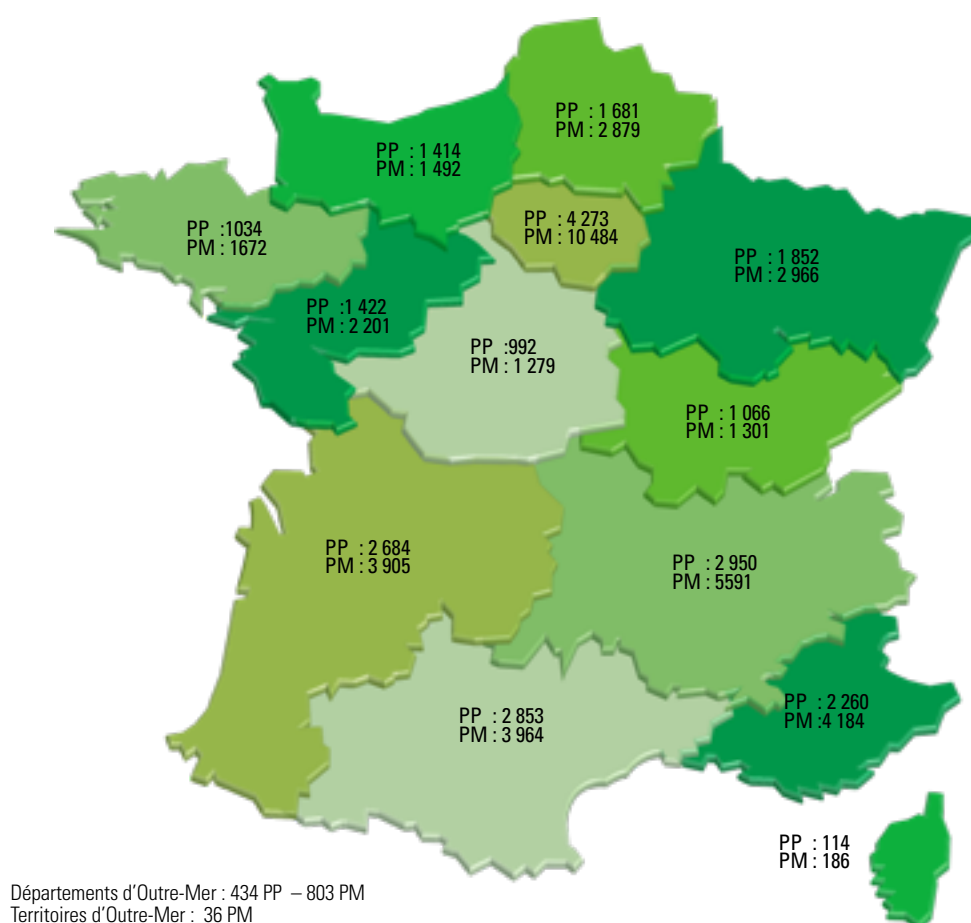 PP : 1 681
PM : 2 879
PP : 1 414
PM : 1 492
PP : 4 273
PM : 10 484
PP :1034
PM : 1672
PP : 1 852
PM : 2 966
PP :1 422
PM : 2 201
PP :992
PM : 1 279
PP : 1 066
PM : 1 301
PP : 2 684
PM : 3 905
PP : 2 950
PM : 5591
PP : 2 260
PM :4 184
PP : 2 853
PM : 3 964
PP : 114
PM : 186
Départements d'Outre-Mer : 434 PP – 803 PM
Territoires d'Outre-Mer : 36 PM